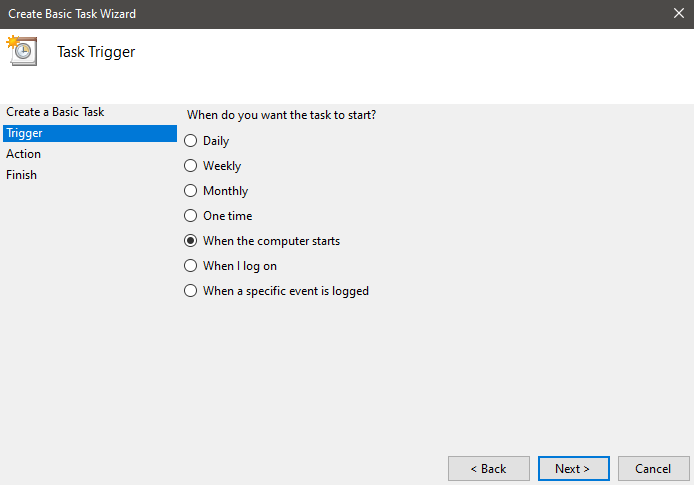 Create Basic Task Wizard
Task Trigger
Create a Basic Task
Trigger
Action
Finish
When do you want the task to start?
Daily
Weekly
Monthly
One time
When the computer starts
When I log on
When a specific event is logged
< Back
Next >
Cancel